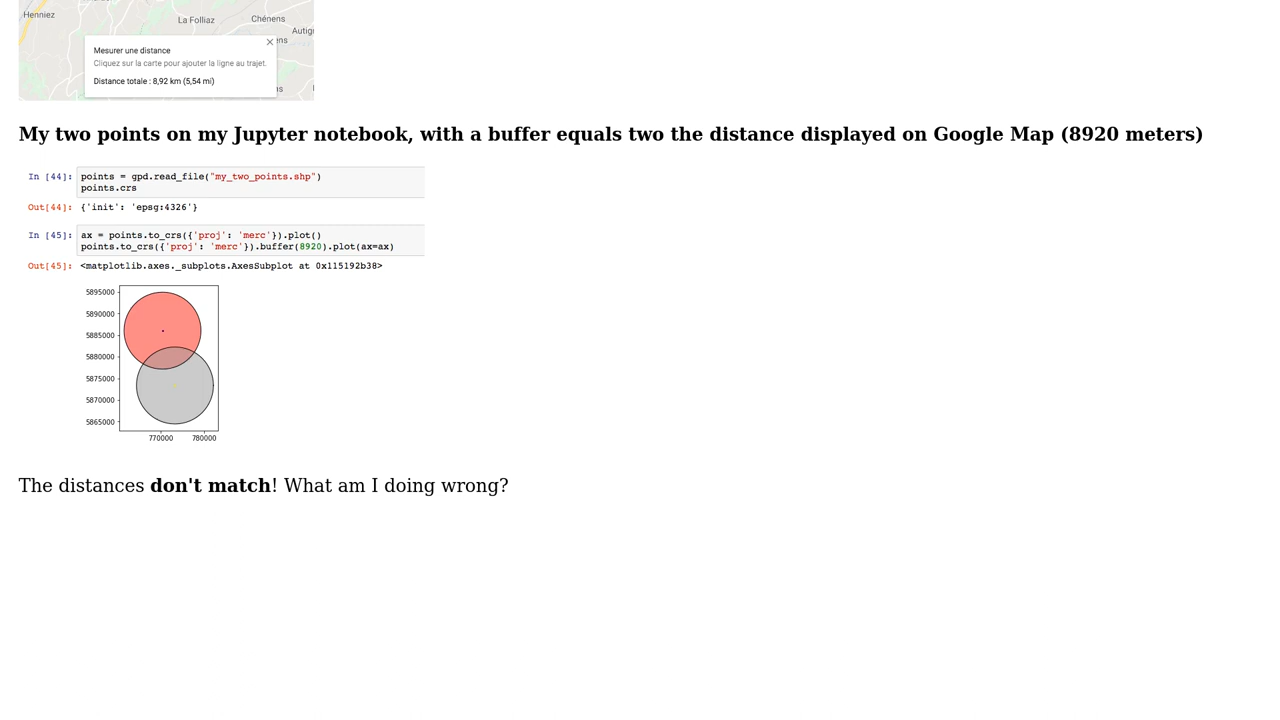 Henniez
La Folliaz
Chénens
Autig
ens
Mesurer une distance
Cliquez sur la carte pour ajouter la ligne au trajet.
Distance totale : 8,92 km (5,54 mi)
is
My two points on my Jupyter notebook, with a buffer equals two the distance displayed on Google Map (8920 meters)
In [44]: points = gpd.read_file("my_two_points.shp")
points.crs
Out[44]: {'init': 'epsg:4326'}
In [45]: ax = points.to_crs({'proj': 'merc'}).plot()
points.to_crs({'proj': 'merc'}).buffer(8920).plot(ax=ax)
Out[45]: <matplotlib.axes._subplots.AxesSubplot at 0x115192b38>
5895000
5890000
5885000
5880000
5875000
5870000
5865000
770000 780000
The distances don't match! What am I doing wrong?